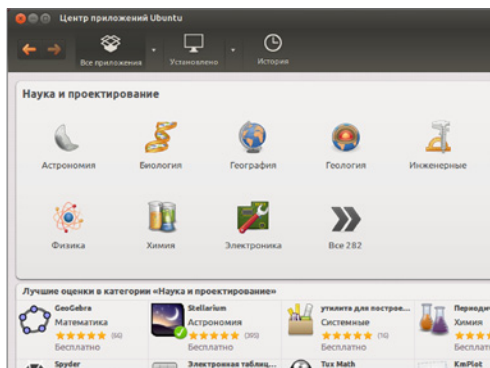 Центр приложений Ubuntu
Все приложения Установлено История
Наука и проектирование
Астрономия Биология География Геология Инженерные
Физика Химия Электроника Все 282
Лучшие оценки в категории «Наука и проектирование»
GeoGebra Stellarium утилита для построе... Периоди
Математика Астрономия Системные Химия
Бесплатно Бесплатно Бесплатно Бесплат
Spyder Электронная таблиц... Tux Math KmPlot